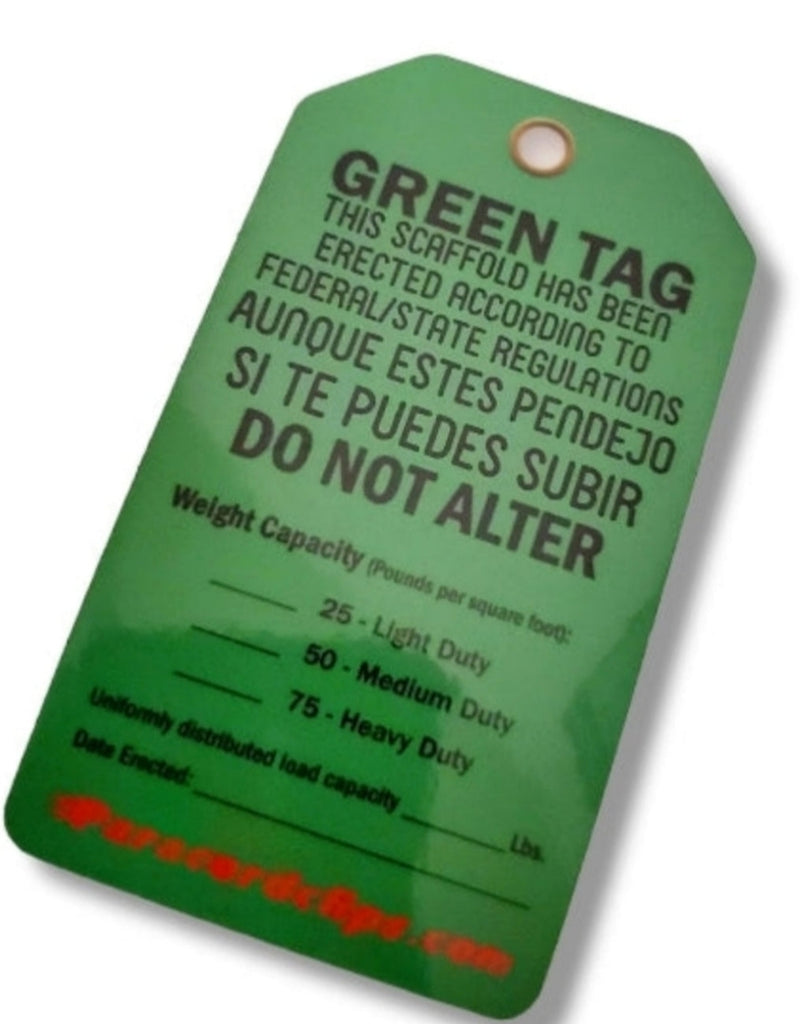 GREEN TAG
THIS SCAFFOLD HAS BEEN
ERECTED ACCORDING TO
FEDERAL/STATE REGULATIONS
AUNQUE ESTES PENDEJO
SI TE PUEDES SUBIR
DO NOT ALTER
Weight Capacity (Pounds per square foot):
25 - Light Duty
50 - Medium Duty
75 - Heavy Duty
Uniformly distributed load capacity Lbs.
Date Erected: